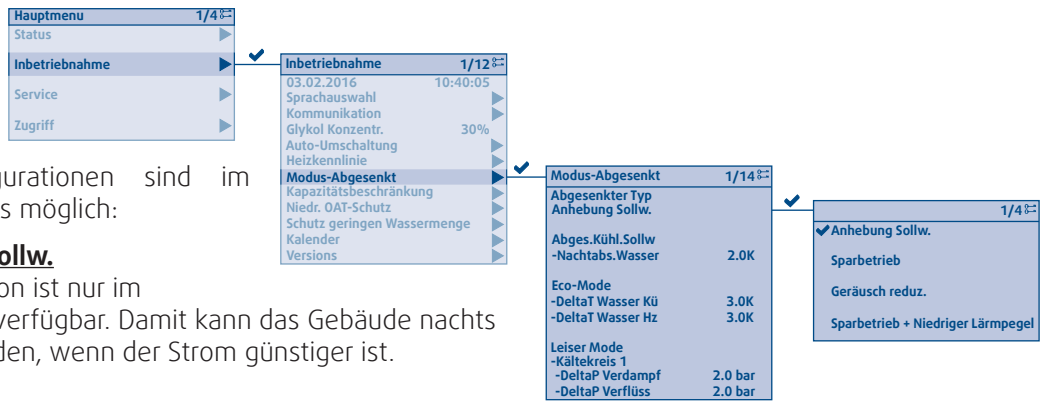 Hauptmenu 1/4
Status
Inbetriebnahme
Service
Zugriff
Inbetriebnahme 1/12
03.02.2016 10:40:05
Sprachauswahl
Kommunikation
Glykol Konzentr. 30%
Auto-Umschaltung
Heizkennlinie
Modus-Abgesenkt
Kapazitätsbeschränkung
Niedr. OAT-Schutz
Schutz geringen Wassermenge
Kalender
Versions
Modus-Abgesenkt 1/14
Abgesenkter Typ
Anhebung Sollw.
Abges.Kühl.Sollw
-Nachtabs.Wasser 2.0K
Eco-Mode
-DeltaT Wasser Kü 3.0K
-DeltaT Wasser Hz 3.0K
Leiser Mode
-Kältekreis 1
-DeltaP Verdampf 2.0 bar
-DeltaP Verflüss 2.0 bar
1/4
✔Anhebung Sollw.
Sparbetrieb
Geräusch reduz.
Sparbetrieb + Niedriger Lärmpegel
sind im
möglich:
ist nur im
verfügbar. Damit kann das Gebäude nachts
wenn der Strom günstiger ist.